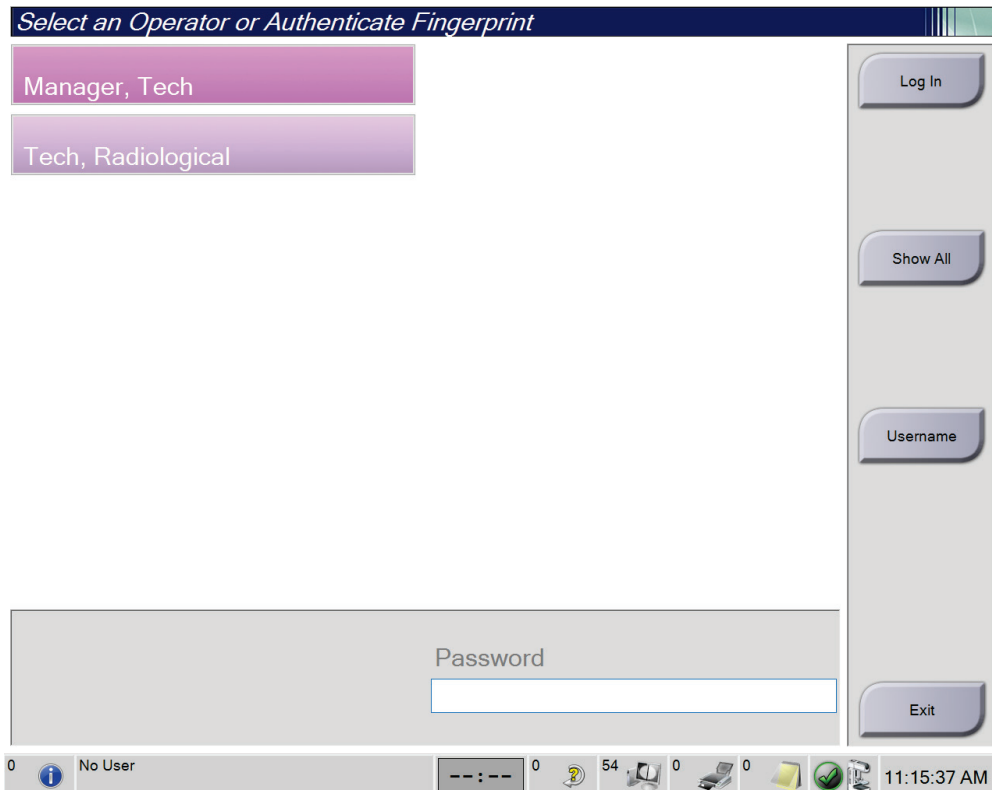 Select an Operator or Authenticate Fingerprint
Manager, Tech
Tech, Radiological
Log In
Show All
Username
Password
Exit
0 No User --:-- 0 54 0 0 11:15:37 AM